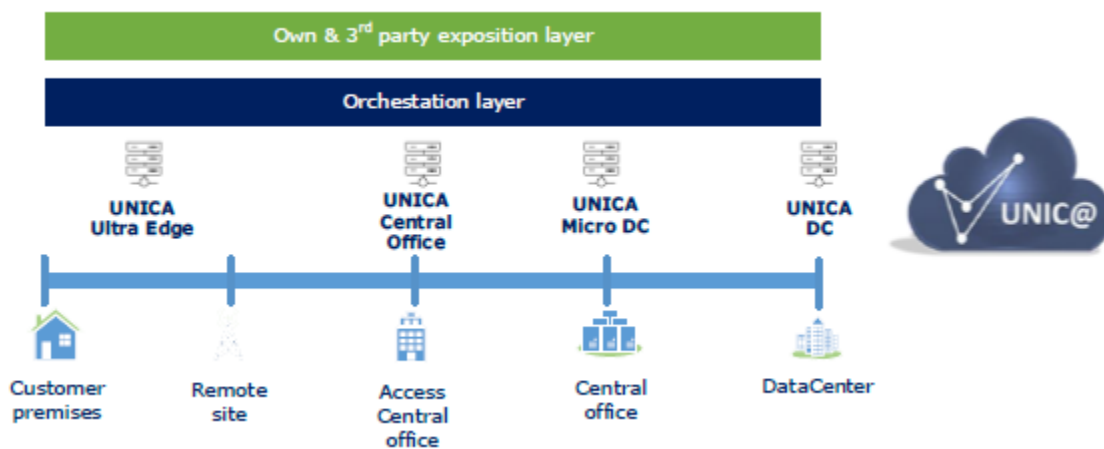 Own & 3rd party exposition layer
Orchestation layer
UNICA
Ultra Edge
UNICA
Central
Office
UNICA
Micro DC
UNICA
DC
UNIC@
Customer
premises
Remote
site
Access
Central
office
Central
office
DataCenter